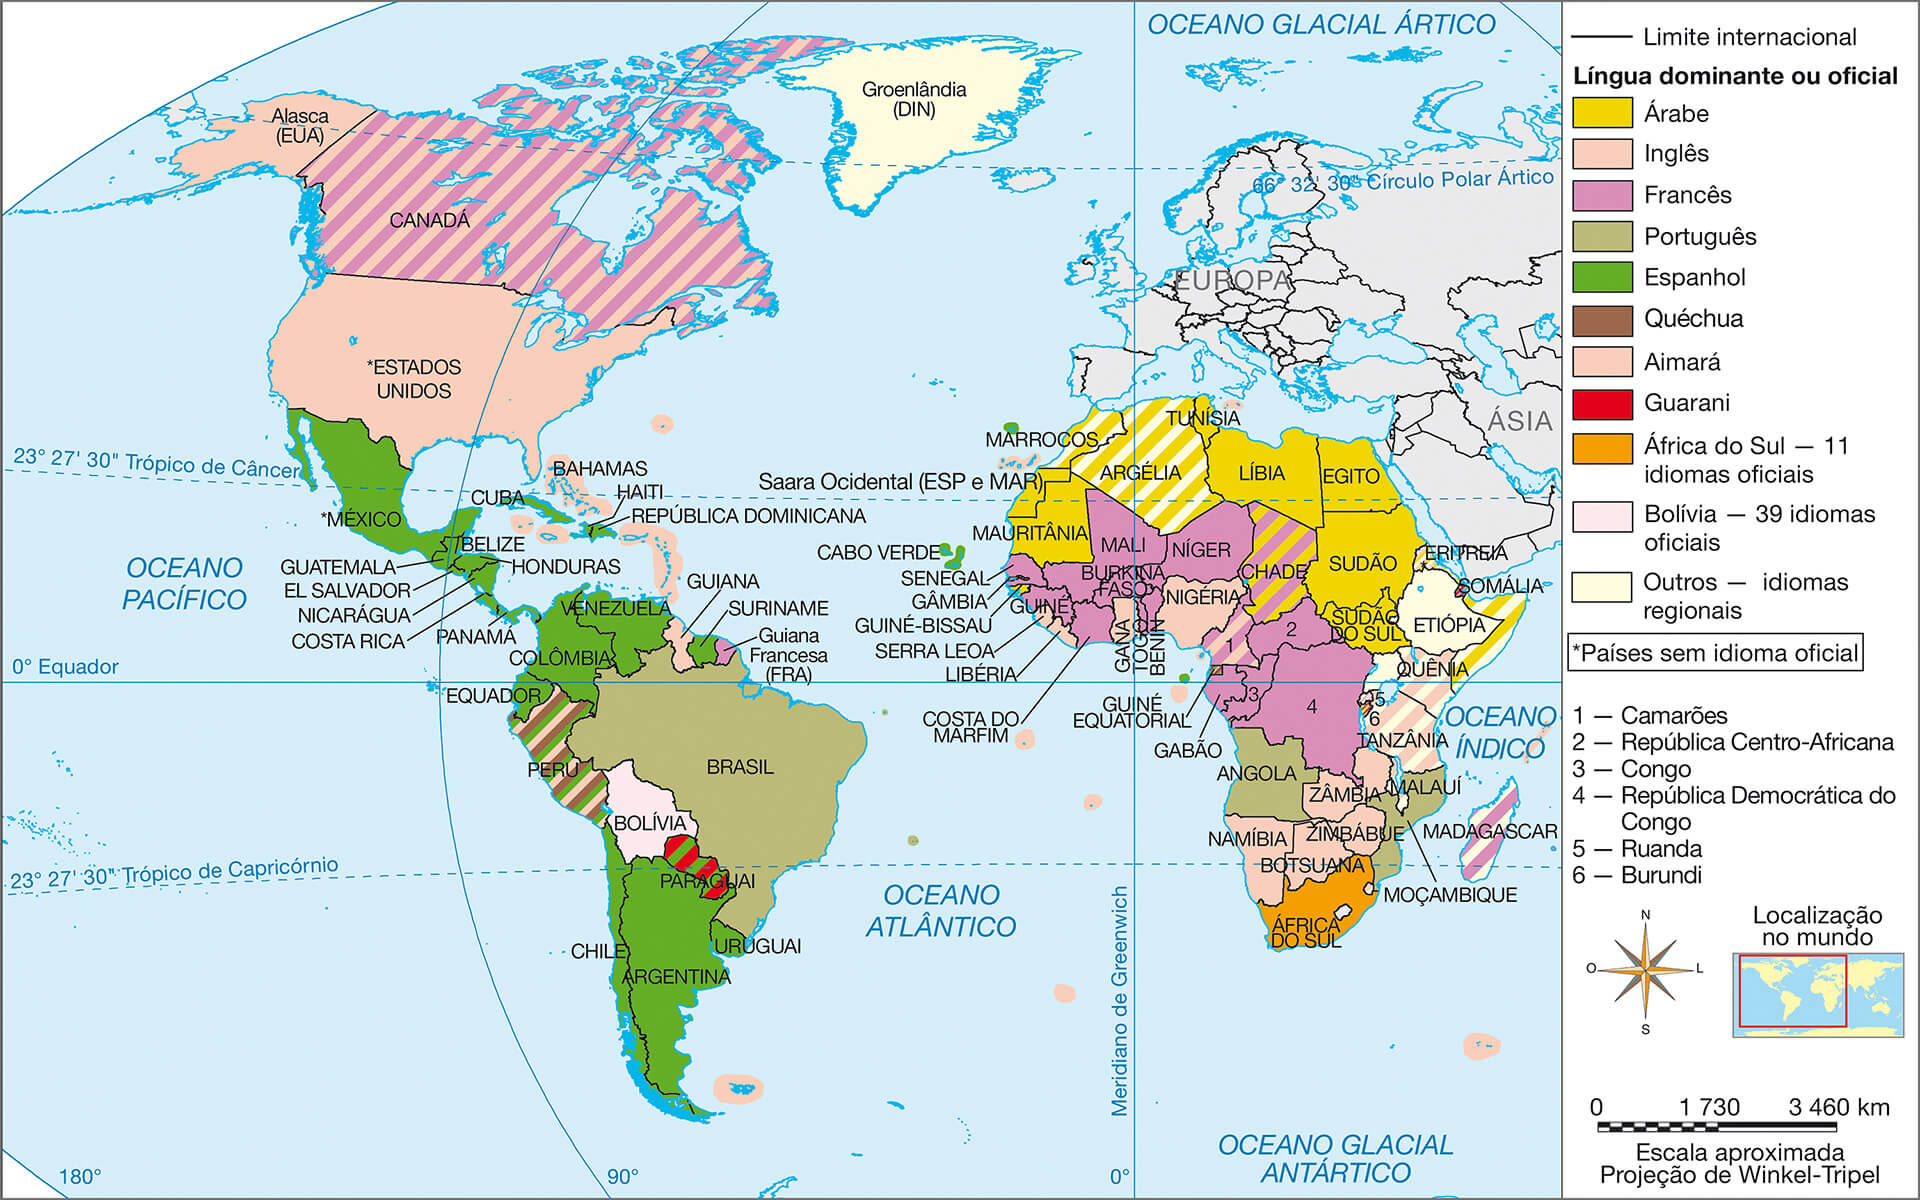 OCEANO GLACIAL ÁRTICO
Groenlândia
(DIN)
Alasca
(EUA)
66° 32' 30" Círculo Polar Ártico
CANADÁ
EUROPA
*ESTADOS
UNIDOS
ÁSIA
TUNÍSIA
MARROCOS
23° 27' 30" Trópico de Câncer
BAHAMAS
ARGÉLIA
LÍBIA
EGITO
Saara Ocidental (ESP e MAR)
CUBA
HAITI
REPÚBLICA DOMINICANA
*MÉXICO
MAURITÂNIA
BELIZE
MALI
NÍGER
CABO VERDE
ERITREIA
*
OCEANO
PACÍFICO
GUATEMALA
HONDURAS
SUDÃO
BURKINA
FASO
CHADE
SENEGAL
GUIANA
EL SALVADOR
SOMÁLIA
NIGÉRIA
GÂMBIA
GUINÉ
VENEZUELA
SURINAME
NICARÁGUA
SUDÃO
DO SUL
ETIÓPIA
GUINÉ-BISSAU
COSTA RICA
PANAMÁ
Guiana
Francesa
(FRA)
GANA
TOGO
BENIN
2
1
SERRA LEOA
COLÔMBIA
0° Equador
LIBÉRIA
QUÊNIA
EQUADOR
3
4
5
6
GUINÉ
EQUATORIAL
COSTA DO
MARFIM
OCEANO
ÍNDICO
TANZÂNIA
GABÃO
PERU
BRASIL
ANGOLA
MALAUÍ
ZÂMBIA
BOLÍVIA
NAMÍBIA
ZIMBÁBUE
MADAGASCAR
23° 27' 30" Trópico de Capricórnio
BOTSUANA
PARAGUAI
MOÇAMBIQUE
OCEANO
ATLÂNTICO
Meridiano de Greenwich
ÁFRICA
DO SUL
CHILE
URUGUAI
ARGENTINA
OCEANO GLACIAL
ANTÁRTICO
180°
90°
0°
Limite internacional
Língua dominante ou oficial
Árabe
Inglês
Francês
Português
Espanhol
Quéchua
Aimará
Guarani
África do Sul — 11
idiomas oficiais
Bolívia — 39 idiomas
oficiais
Outros — idiomas
regionais
*Países sem idioma oficial
1 — Camarões
2 — República Centro-Africana
3 — Congo
4 — República Democrática do
Congo
5 — Ruanda
6 — Burundi
N
O
L
S
Localização
no mundo
0 1 730 3 460 km
Escala aproximada
Projeção de Winkel-Tripel